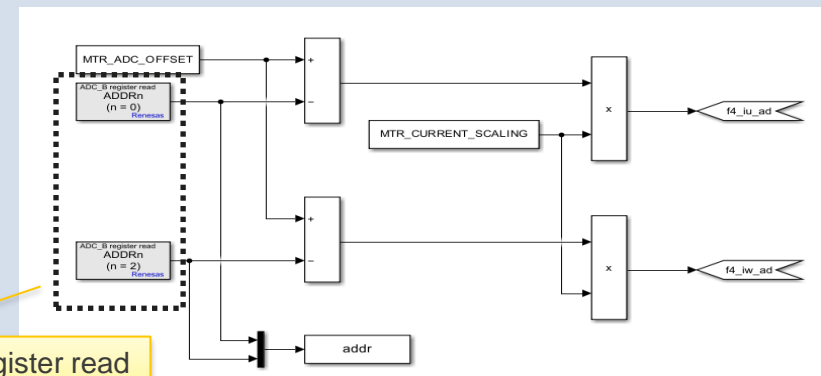 MTR_ADC_OFFSET
ADC_B register read
ADDRn
(n = 0)
Renesas
+
−
MTR_CURRENT_SCALING
x
f4_iu_ad
ADC_B register read
ADDRn
(n = 2)
Renesas
+
−
x
f4_iw_ad
addr
gister read